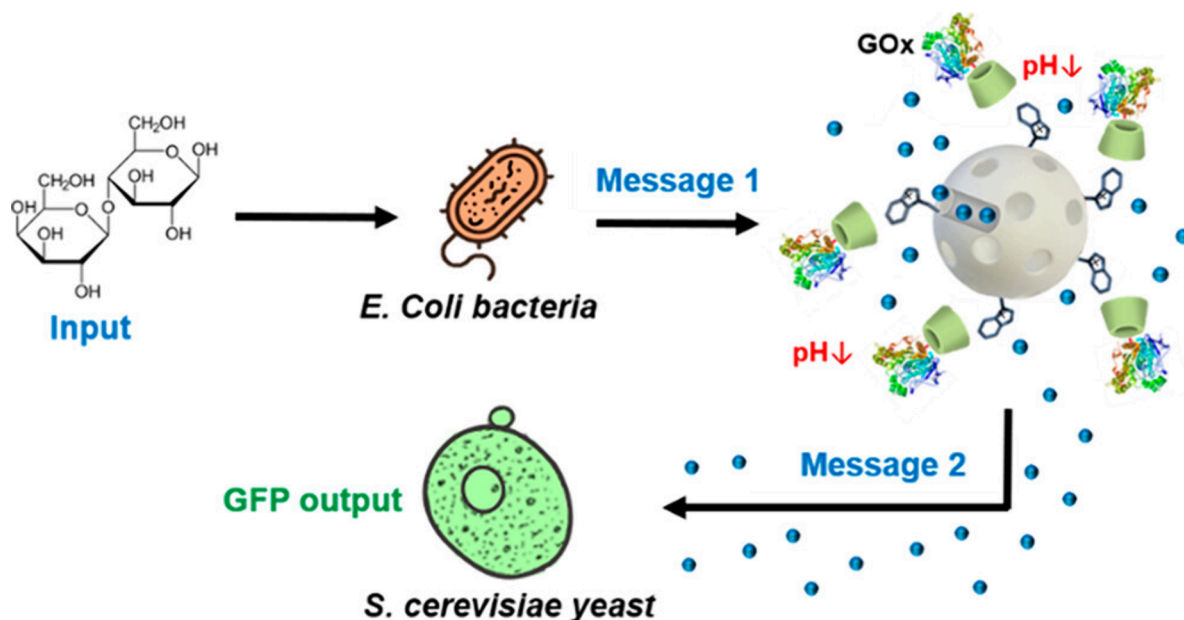 GOx
pH↓
CH₂OH
O
OH
OH
CH₂OH
OH
O
O
OH
OH
OH
OH
Input
E. Coli bacteria
Message 1
pH↓
Message 2
GFP output
S. cerevisiae yeast